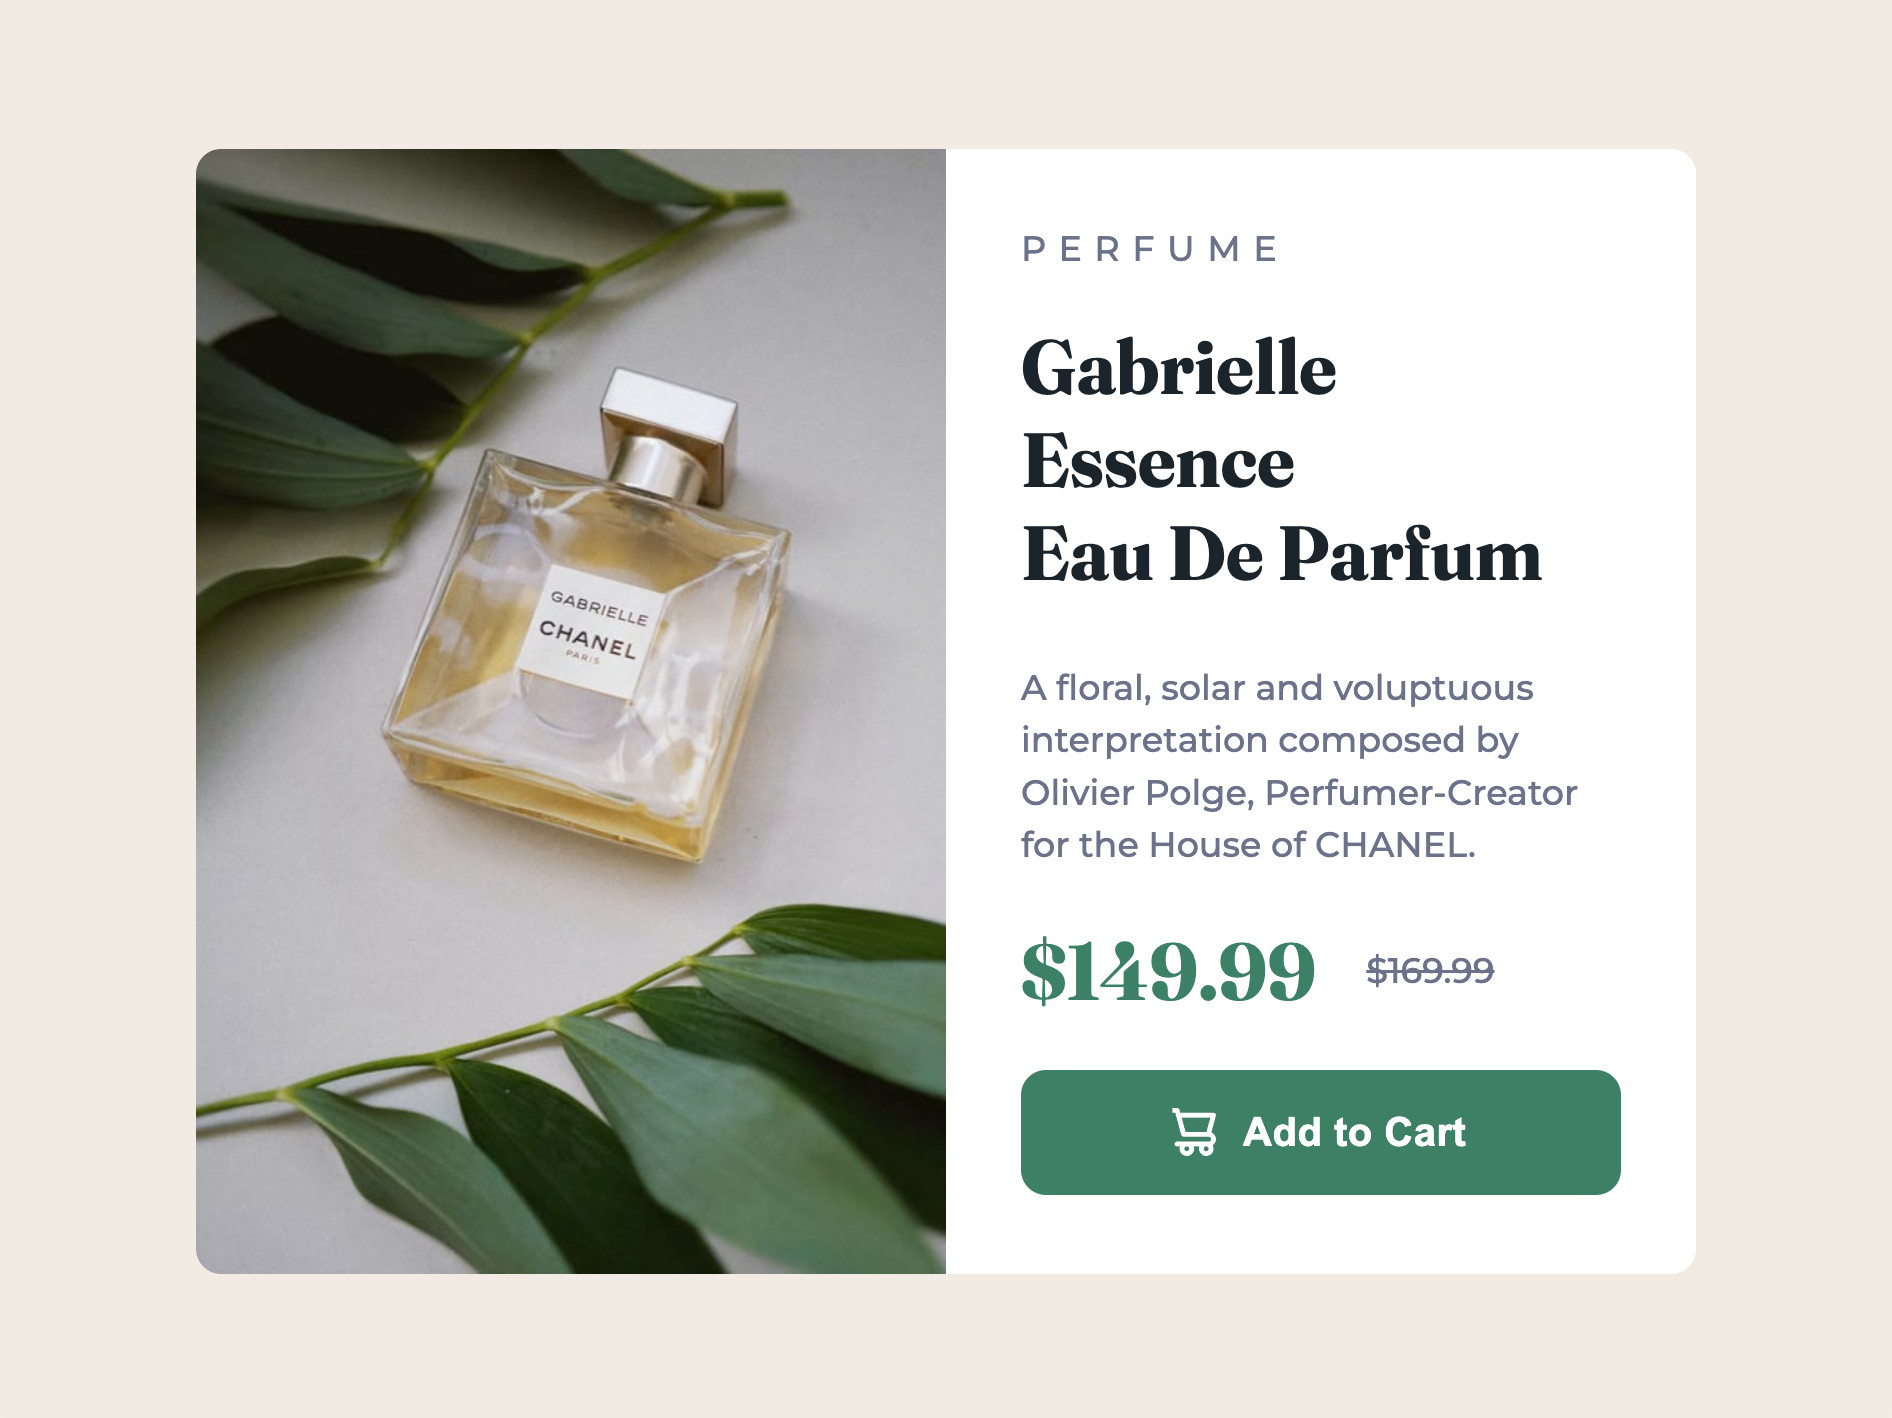 GABRIELLE
CHANEL
PARIS
PERFUME
Gabrielle
Essence
Eau De Parfum
A floral, solar and voluptuous
interpretation composed by
Olivier Polge, Perfumer-Creator
for the House of CHANEL.
$149.99 $169.99
Add to Cart